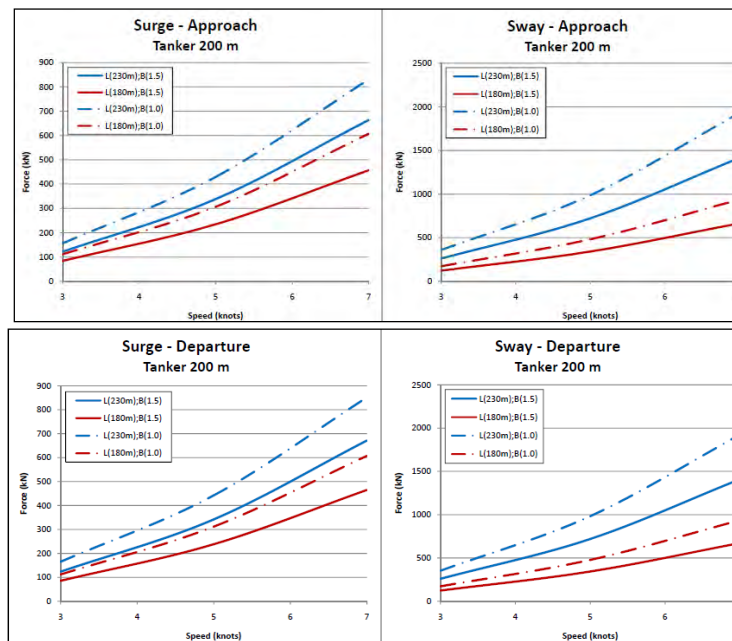 Surge - Approach
Tanker 200 m
900
800
700
600
500
400
300
200
100
0
Force (kN)
L(230m);B(1.5)
L(180m);B(1.5)
L(230m);B(1.0)
L(180m);B(1.0)
3 4 5 6 7
Speed (knots)
Sway - Approach
Tanker 200 m
2500
2000
1500
1000
500
0
Force (kN)
L(230m);B(1.5)
L(180m);B(1.5)
L(230m);B(1.0)
L(180m);B(1.0)
3 4 5 6
Speed (knots)
Surge - Departure
Tanker 200 m
900
800
700
600
500
400
300
200
100
0
Force (kN)
L(230m);B(1.5)
L(180m);B(1.5)
L(230m);B(1.0)
L(180m);B(1.0)
3 4 5 6 7
Speed (knots)
Sway - Departure
Tanker 200 m
2500
2000
1500
1000
500
0
Force (kN)
L(230m);B(1.5)
L(180m);B(1.5)
L(230m);B(1.0)
L(180m);B(1.0)
3 4 5 6
Speed (knots)